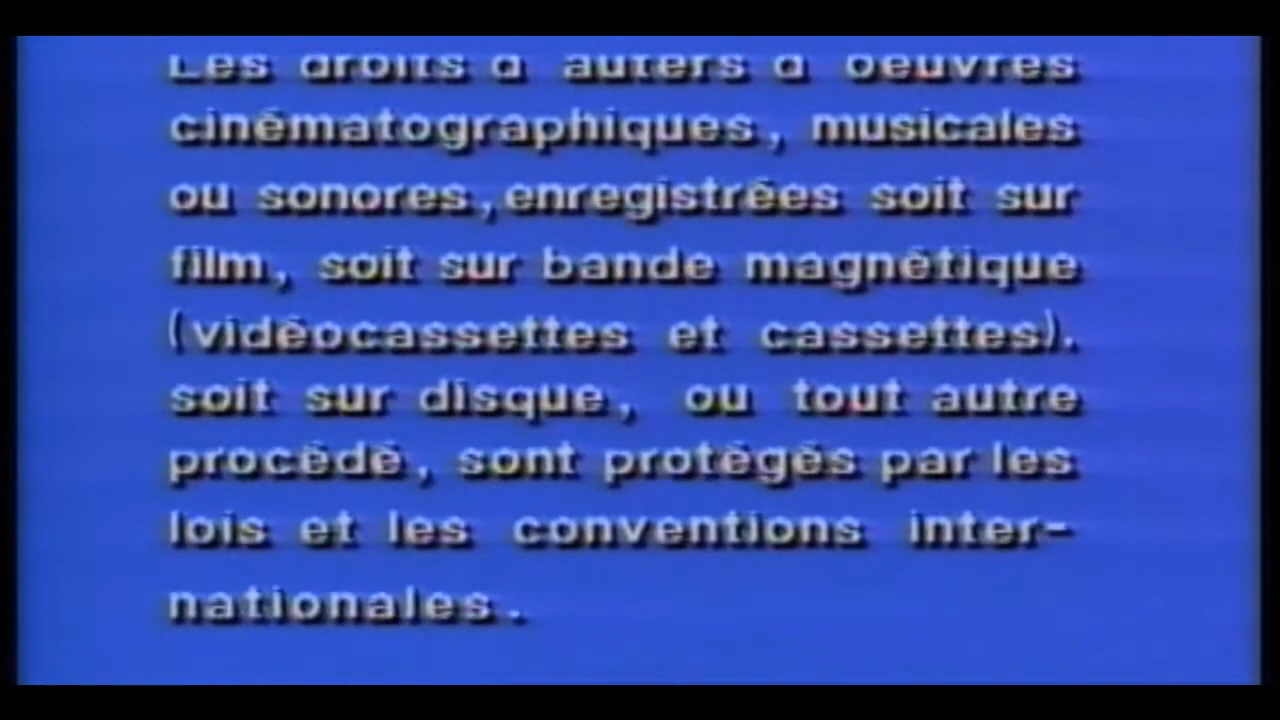 Les droits d auters d oeuvres
cinématographiques, musicales
ou sonores,enregistrées soit sur
film, soit sur bande magnétique
(vidéocassettes et cassettes).
soit sur disque, ou tout autre
procédé, sont protégés par les
lois et les conventions inter-
nationales.